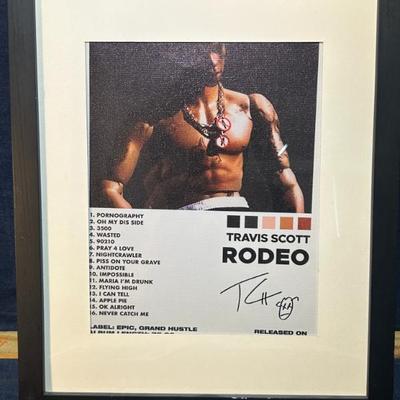 1. PORNOGRAPHY
2. OH MY DIS SIDE
3. 3500
4. WASTED
5. 90210
6. PRAY 4 LOVE
7. NIGHTCRAWLER
8. PISS ON YOUR GRAVE
9. ANTIDOTE
10. IMPOSSIBLE
11. MARIA I'M DRUNK
12. FLYING HIGH
13. I CAN TELL
14. APPLE PIE
15. OK ALRIGHT
16. NEVER CATCH ME
TRAVIS SCOTT
RODEO
LABEL: EPIC, GRAND HUSTLE
RELEASED ON